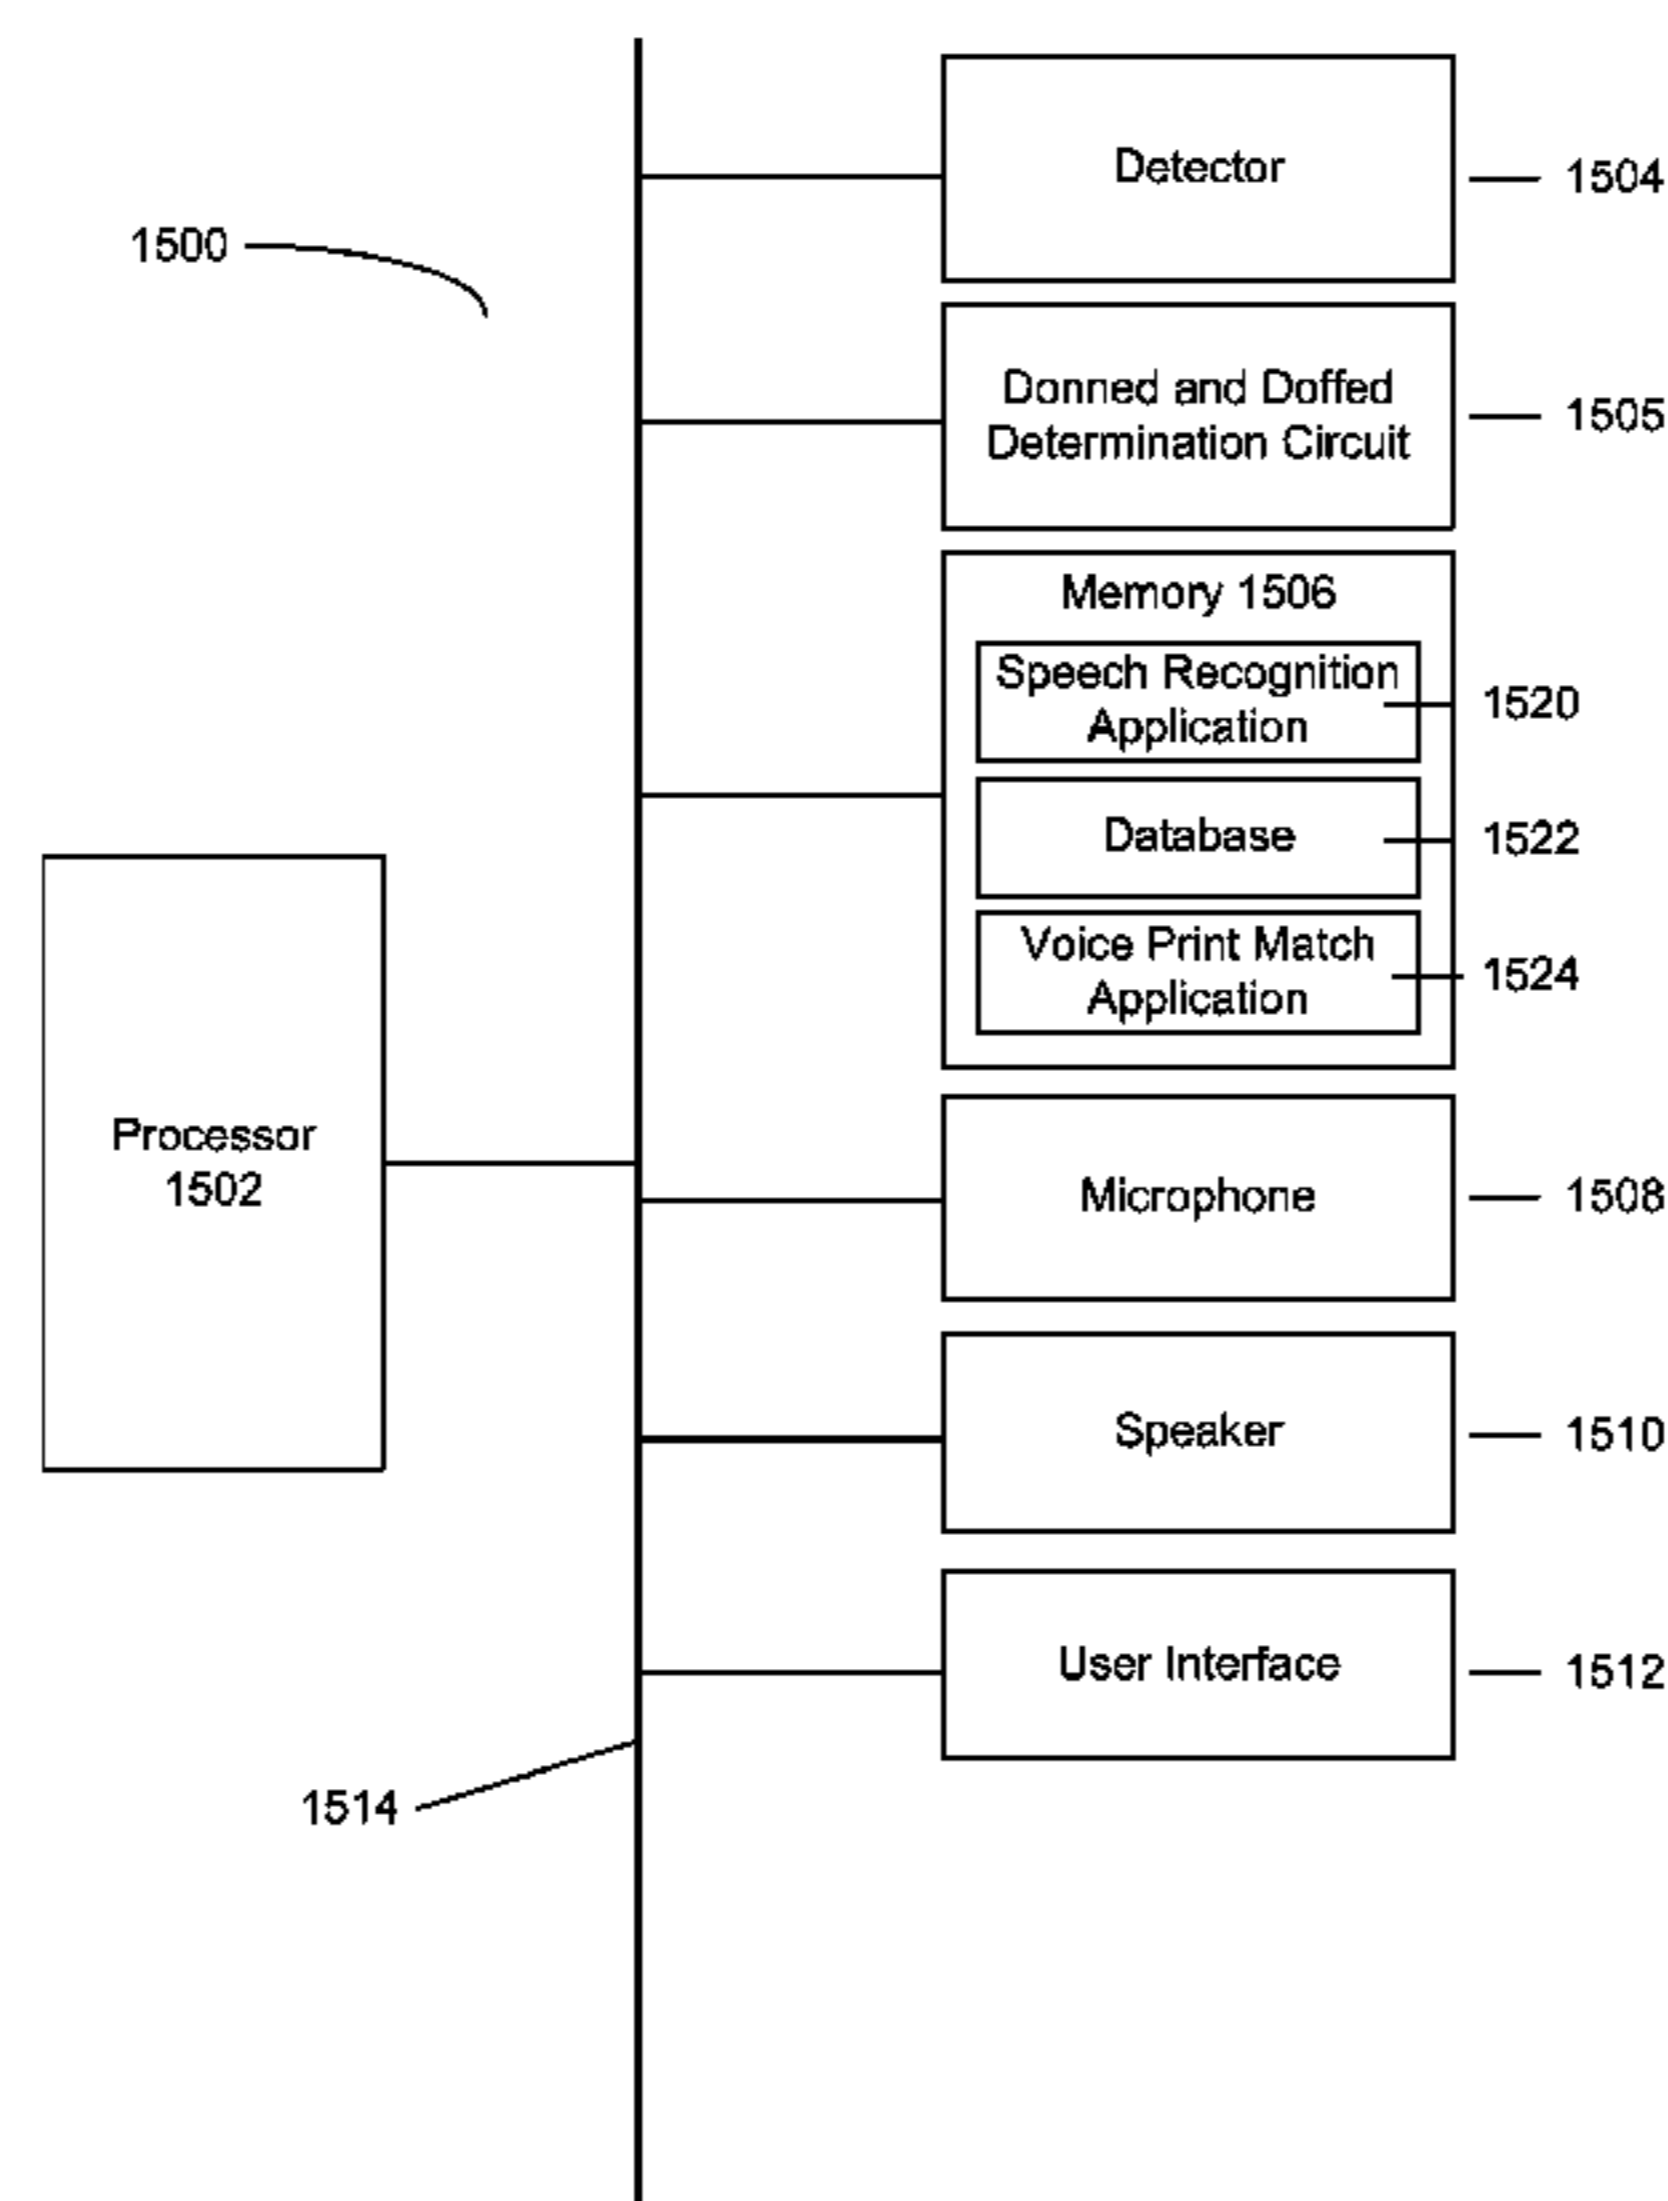 Detector
1504
1500
Donned and Doffed
Determination Circuit
1505
Memory 1506
Speech Recognition
Application
1520
Database
1522
Voice Print Match
Application
1524
Processor
1502
Microphone
1508
Speaker
1510
User Interface
1512
1514